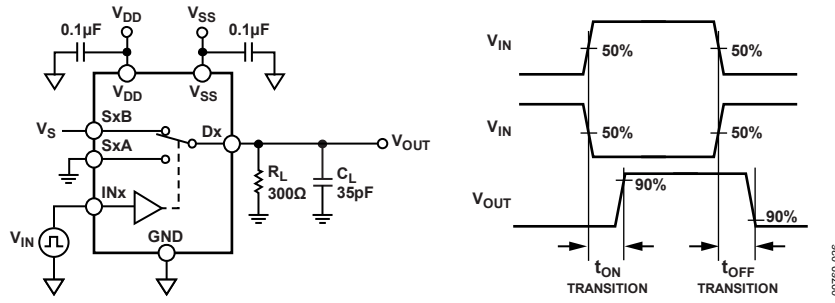 V_DD
V_SS
0.1µF
0.1µF
V_DD
V_SS
V_S
SxB
SxA
Dx
V_OUT
INx
R_L
300Ω
C_L
35pF
V_IN
GND
V_IN
50%
50%
V_IN
50%
50%
V_OUT
90%
90%
t_ON
TRANSITION
t_OFF
TRANSITION